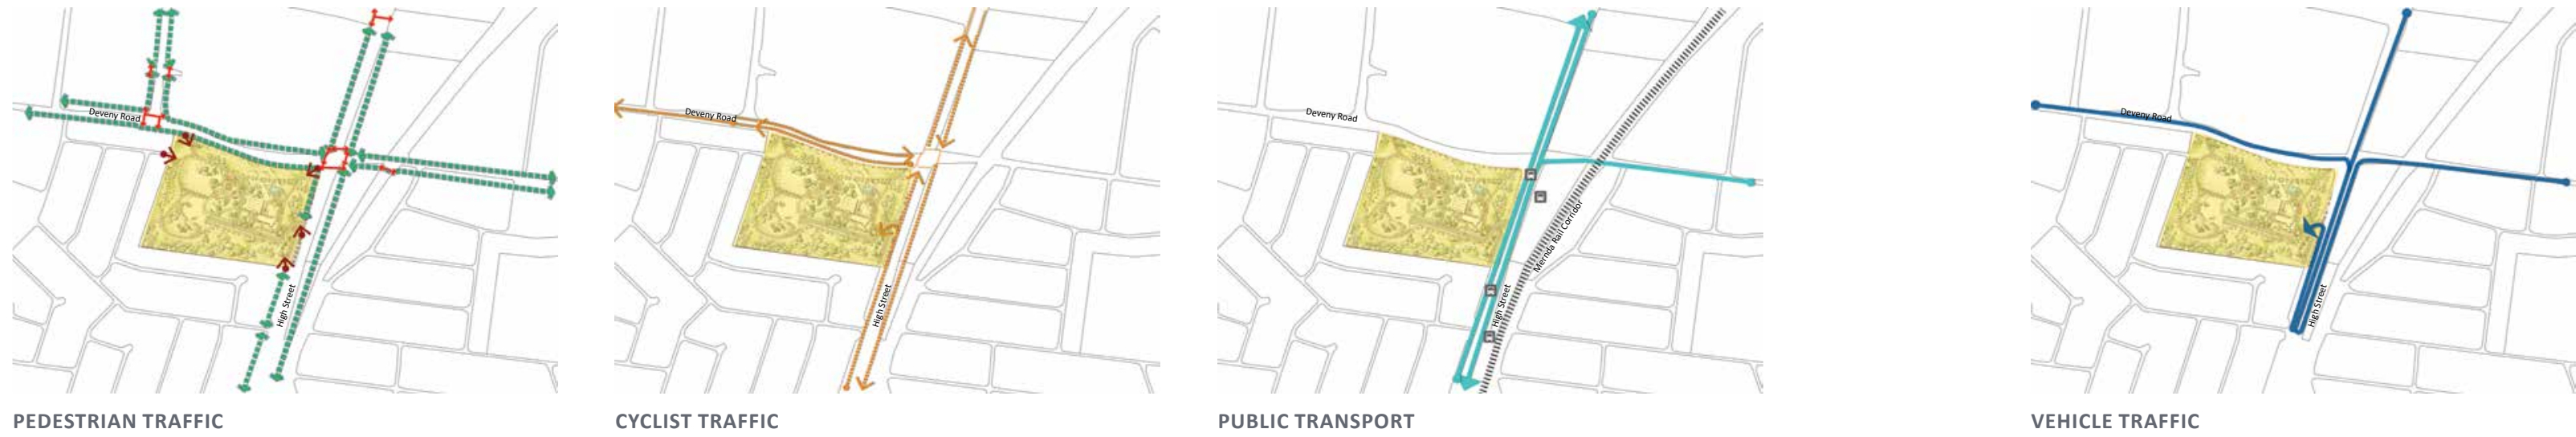 Deveny Road
High Street
PEDESTRIAN TRAFFIC
Deveny Road
High Street
CYCLIST TRAFFIC
Deveny Road
Mernda Rail Corridor
High Street
PUBLIC TRANSPORT
Deveny Road
High Street
VEHICLE TRAFFIC